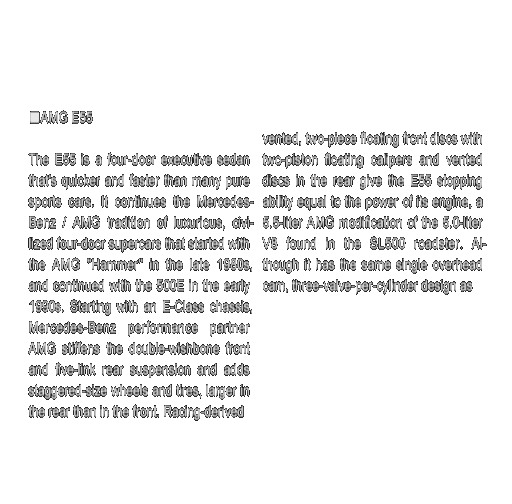 ■AMG E55
The E55 is a four-door executive sedan
that's quicker and faster than many pure
sports cars. It continues the Mercedes-
Benz / AMG tradition of luxurious, civi-
lized four-door supercars that started with
the AMG "Hammer" in the late 1980s,
and continued with the 500E in the early
1990s. Starting with an E-Class chassis,
Mercedes-Benz performance partner
AMG stiffens the double-wishbone front
and five-link rear suspension and adds
staggered-size wheels and tires, larger in
the rear than in the front. Racing-derived
vented, two-piece floating front discs with
two-piston floating calipers and vented
discs in the rear give the E55 stopping
ability equal to the power of its engine, a
5.5-liter AMG modification of the 5.0-liter
V8 found in the SL500 roadster. Al-
though it has the same single overhead
cam, three-valve-per-cylinder design as